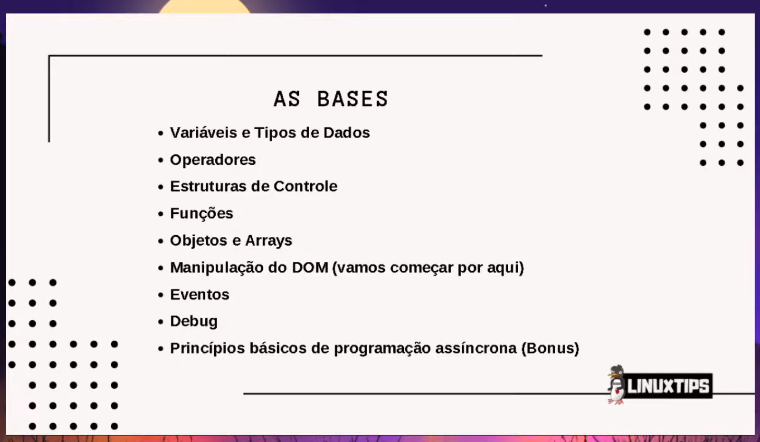 AS BASES
• Variáveis e Tipos de Dados
• Operadores
• Estruturas de Controle
• Funções
• Objetos e Arrays
• Manipulação do DOM (vamos começar por aqui)
• Eventos
• Debug
• Princípios básicos de programação assíncrona (Bonus)
LINUXTIPS